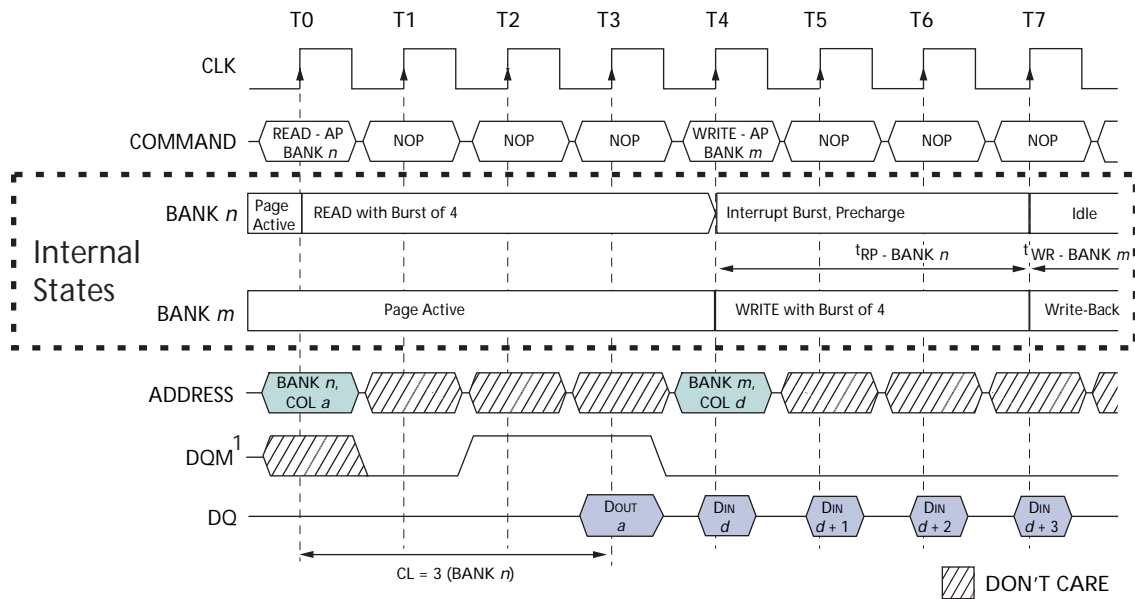 T0 T1 T2 T3 T4 T5 T6 T7
CLK
COMMAND
READ - AP
BANK n
NOP
NOP
NOP
WRITE - AP
BANK m
NOP
NOP
NOP
Internal
States
BANK n
Page
Active
READ with Burst of 4
Interrupt Burst, Precharge
Idle
tRP - BANK n
tWR - BANK m
BANK m
Page Active
WRITE with Burst of 4
Write-Back
ADDRESS
BANK n,
COL a
BANK m,
COL d
DQM1
DQ
DOUT
a
DIN
d
DIN
d + 1
DIN
d + 2
DIN
d + 3
CL = 3 (BANK n)
DON'T CARE